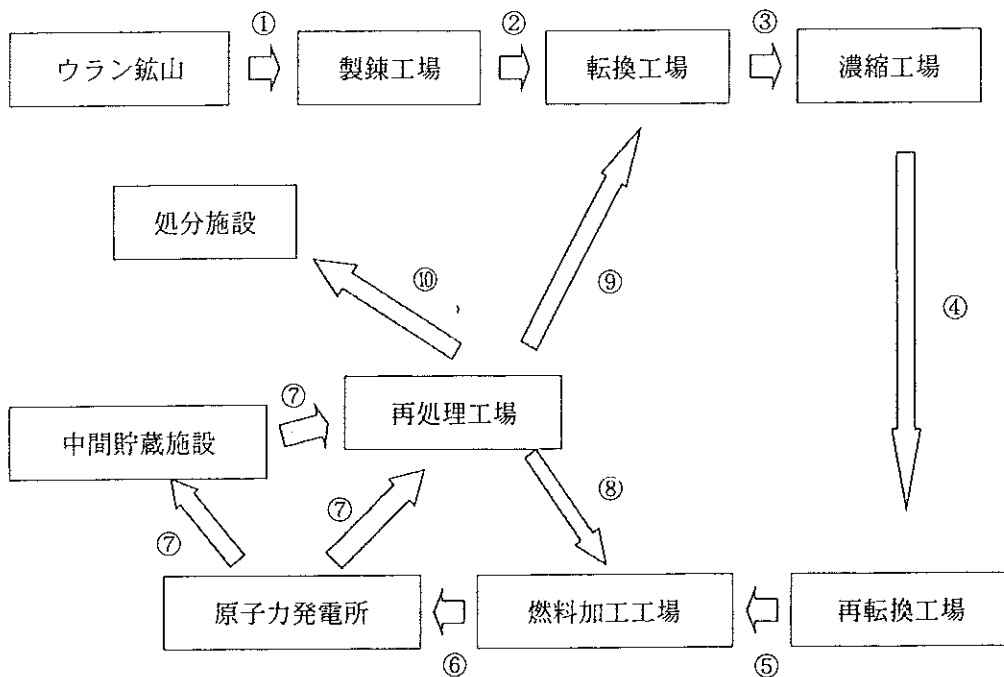 ① ② ③
ウラン鉱山 製錬工場 転換工場 濃縮工場
処分施設
⑩ ⑨ ④
⑦ 再処理工場
中間貯蔵施設
⑦ ⑦ ⑧
原子力発電所 燃料加工工場 再転換工場
⑥ ⑤